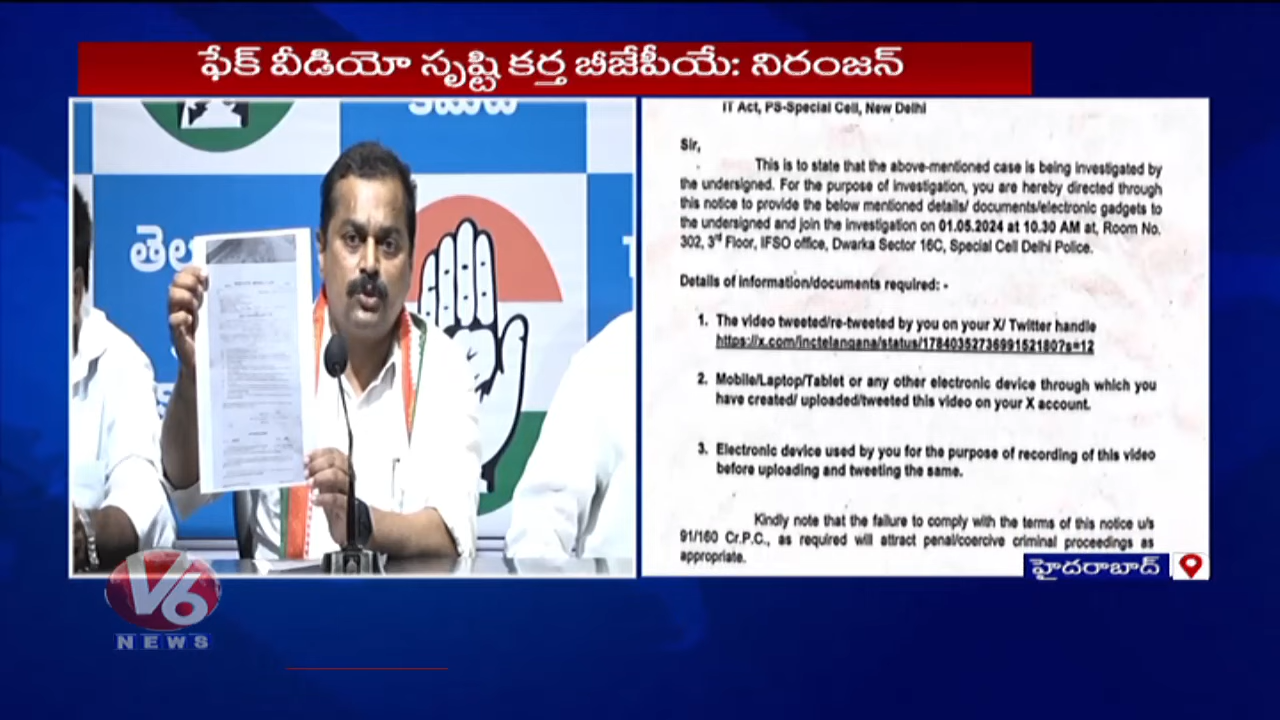 ఫేక్ వీడియో సృష్టి కర్త బీజేపీయే: నిరంజన్
తెలం
IT Act, PS-Special Cell, New Delhi
Sir,
This is to state that the above-mentioned case is being investigated by
the undersigned. For the purpose of investigation, you are hereby directed through
this notice to provide the below mentioned details/ documents/electronic gadgets to
the undersigned and join the investigation on 01.05.2024 at 10.30 AM at, Room No.
302, 3rd Floor, IFSO office, Dwarka Sector 16C, Special Cell Delhi Police.
Details of information/documents required: -
1. The video tweeted/re-tweeted by you on your X/ Twitter handle
https://x.com/inctelangana/status/1784035273699152180?s=12
2. Mobile/Laptop/Tablet or any other electronic device through which you
have created/ uploaded/tweeted this video on your X account.
3. Electronic device used by you for the purpose of recording of this video
before uploading and tweeting the same.
Kindly note that the failure to comply with the terms of this notice u/s
91/160 Cr.P.C., as required will attract penal/coercive criminal proceedings as
appropriate.
హైదరాబాద్
V6
NEWS